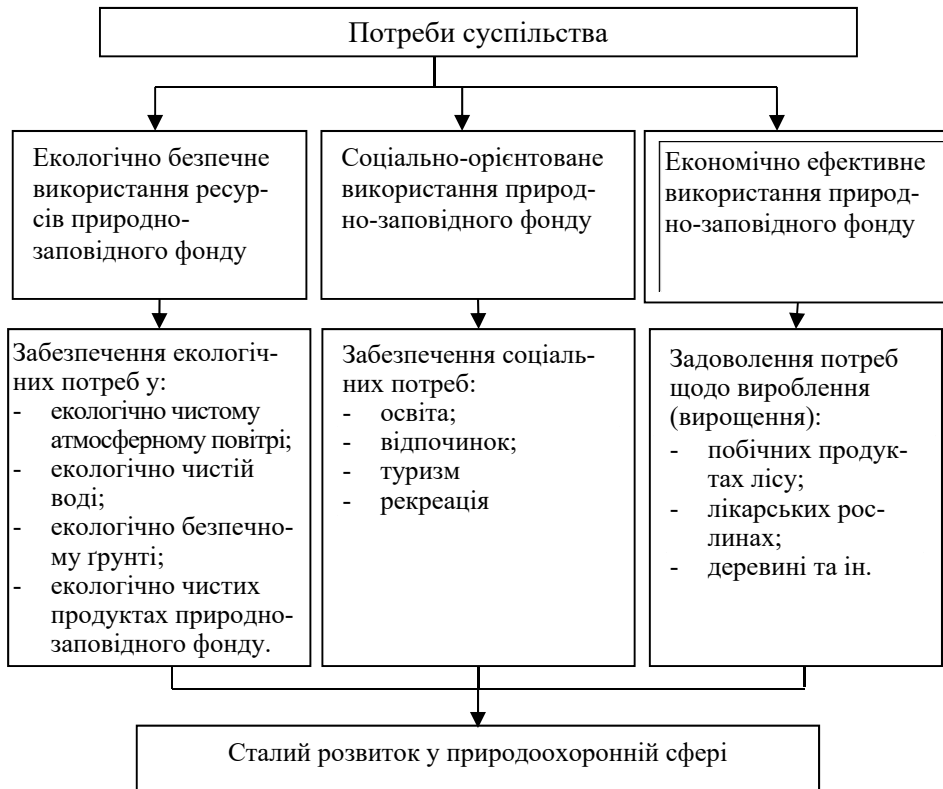 Потреби суспільства
Екологічно безпечне
використання ресур-
сів природно-
заповідного фонду
Соціально-орієнтоване
використання природ-
но-заповідного фонду
Економічно ефективне
використання природ-
но-заповідного фонду
Забезпечення екологіч-
них потреб у:
- екологічно чистому
атмосферному повітрі;
- екологічно чистій
воді;
- екологічно безпечно-
му ґрунті;
- екологічно чистих
продуктах природно-
заповідного фонду.
Забезпечення соціаль-
них потреб:
- освіта;
- відпочинок;
- туризм
- рекреація
Задоволення потреб
щодо вироблення
(вирощення):
- побічних продук-
тах лісу;
- лікарських рос-
линах;
- деревині та ін.
Сталий розвиток у природоохоронній сфері